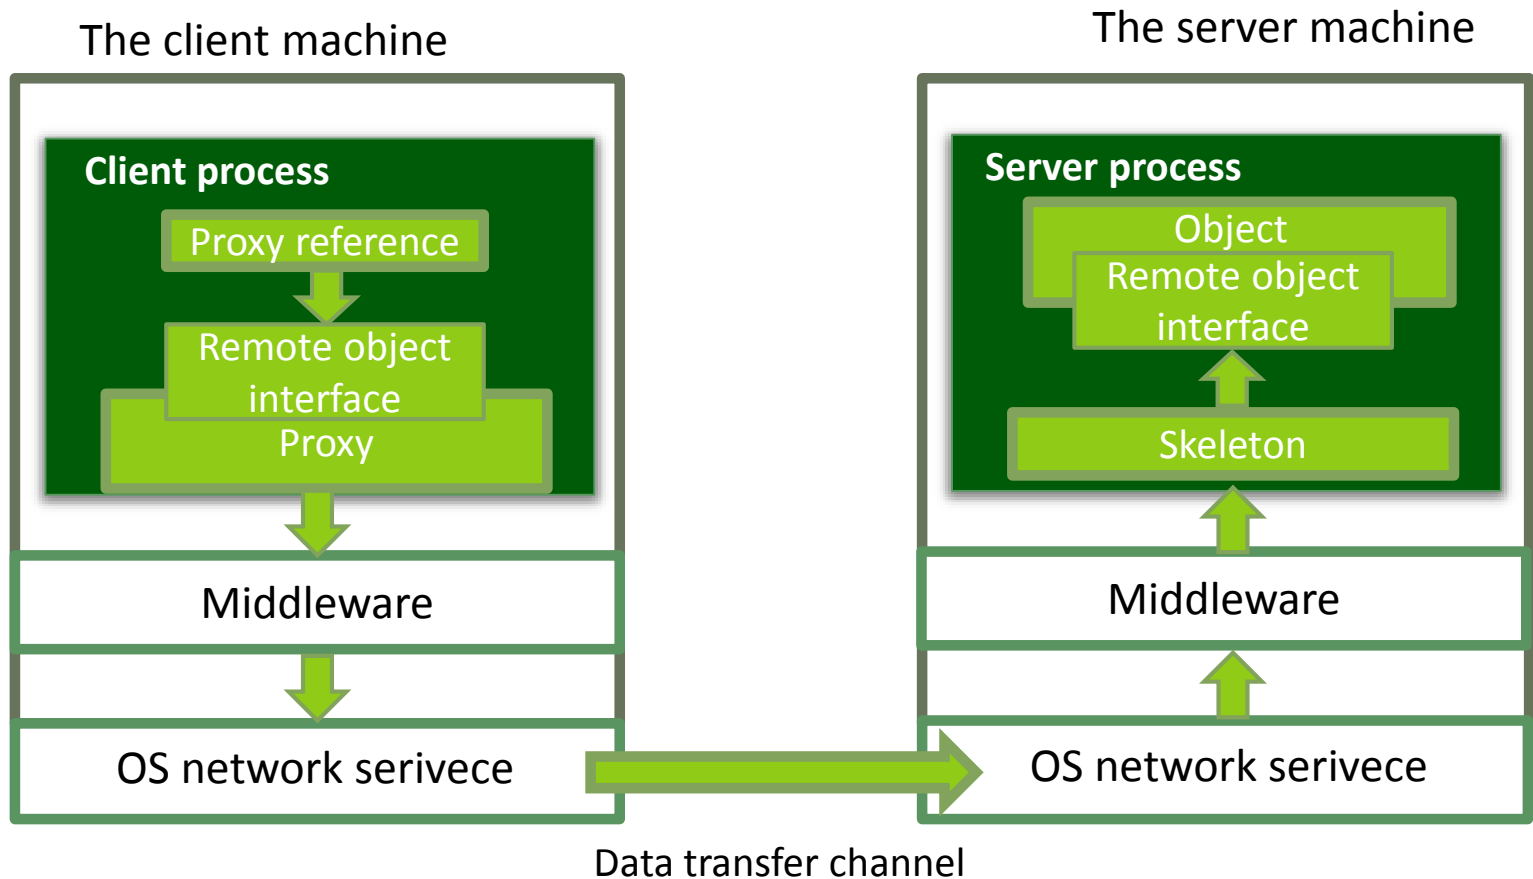 The client machine
Client process
Proxy reference
Remote object
interface
Proxy
Middleware
OS network serivece
The server machine
Server process
Object
Remote object
interface
Skeleton
Middleware
OS network serivece
Data transfer channel